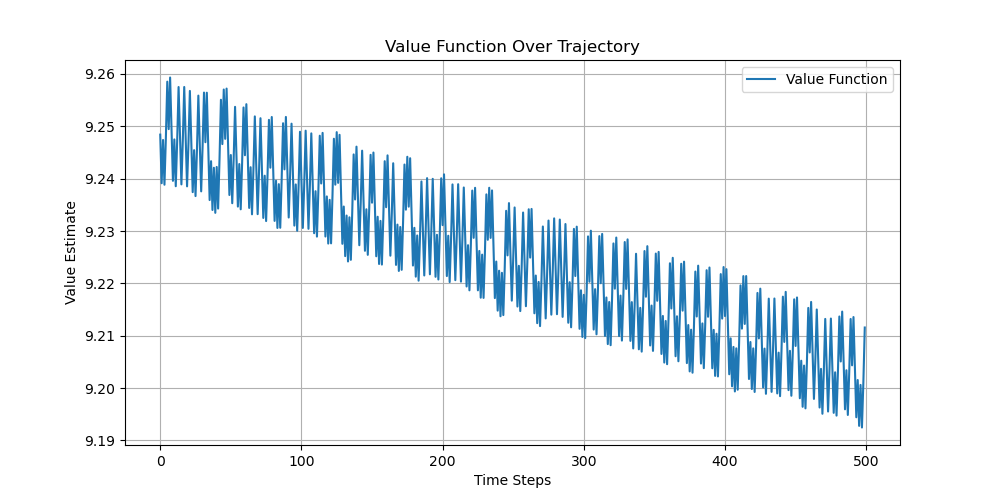 Value Function Over Trajectory
Value Function
Value Estimate
9.26
9.25
9.24
9.23
9.22
9.21
9.20
9.19
0 100 200 300 400 500
Time Steps